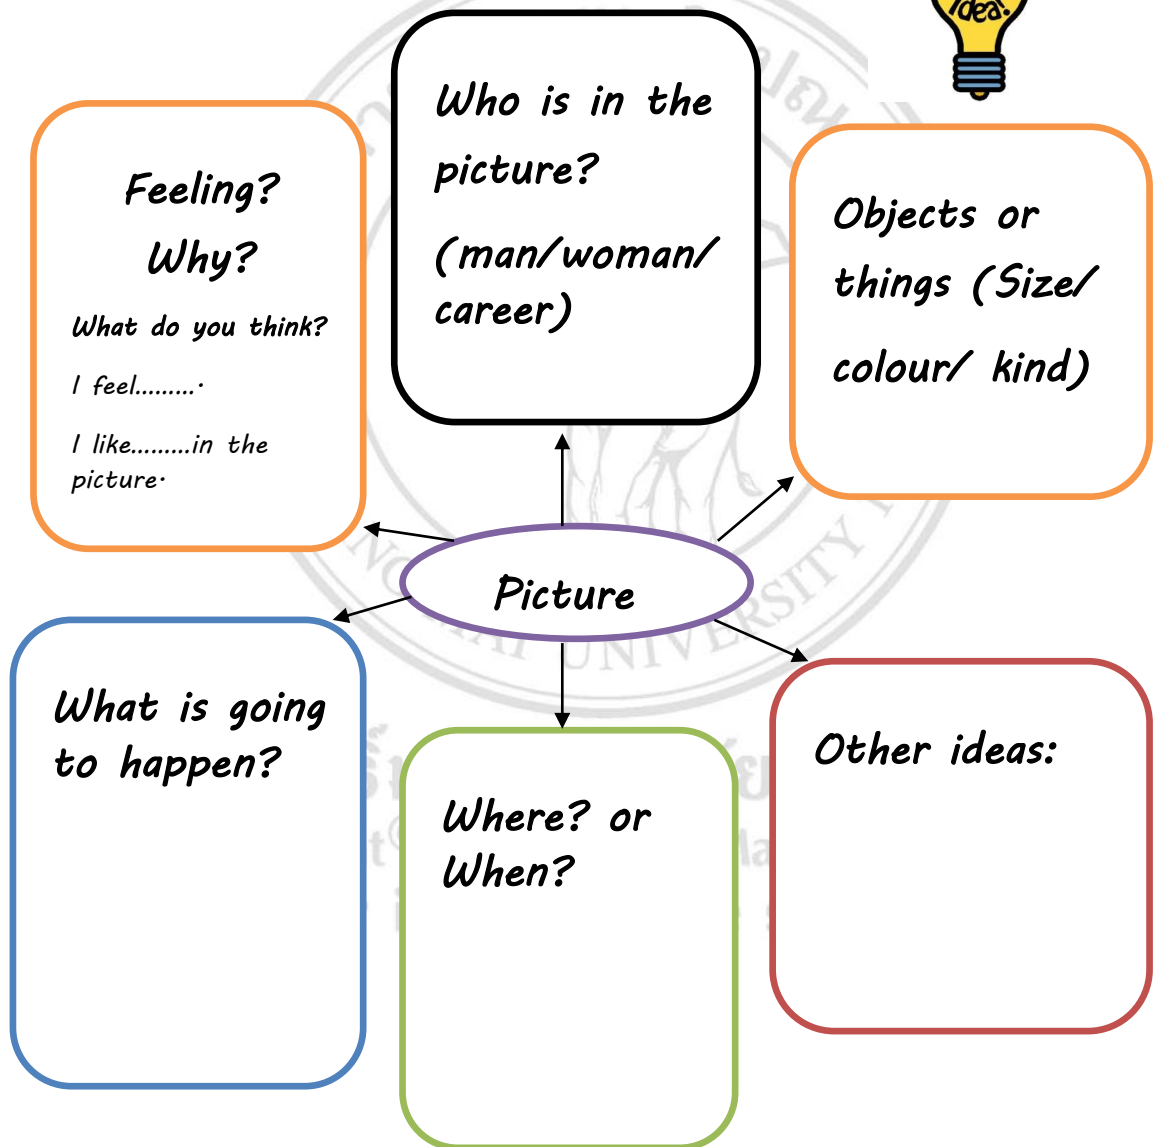 idea!
Who is in the
picture?
(man/woman/
career)
Feeling?
Why?
What do you think?
I feel..........
I like.........in the
picture.
Objects or
things (Size/
colour/ kind)
Picture
What is going
to happen?
Where? or
When?
Other ideas:
UNIVERSITY